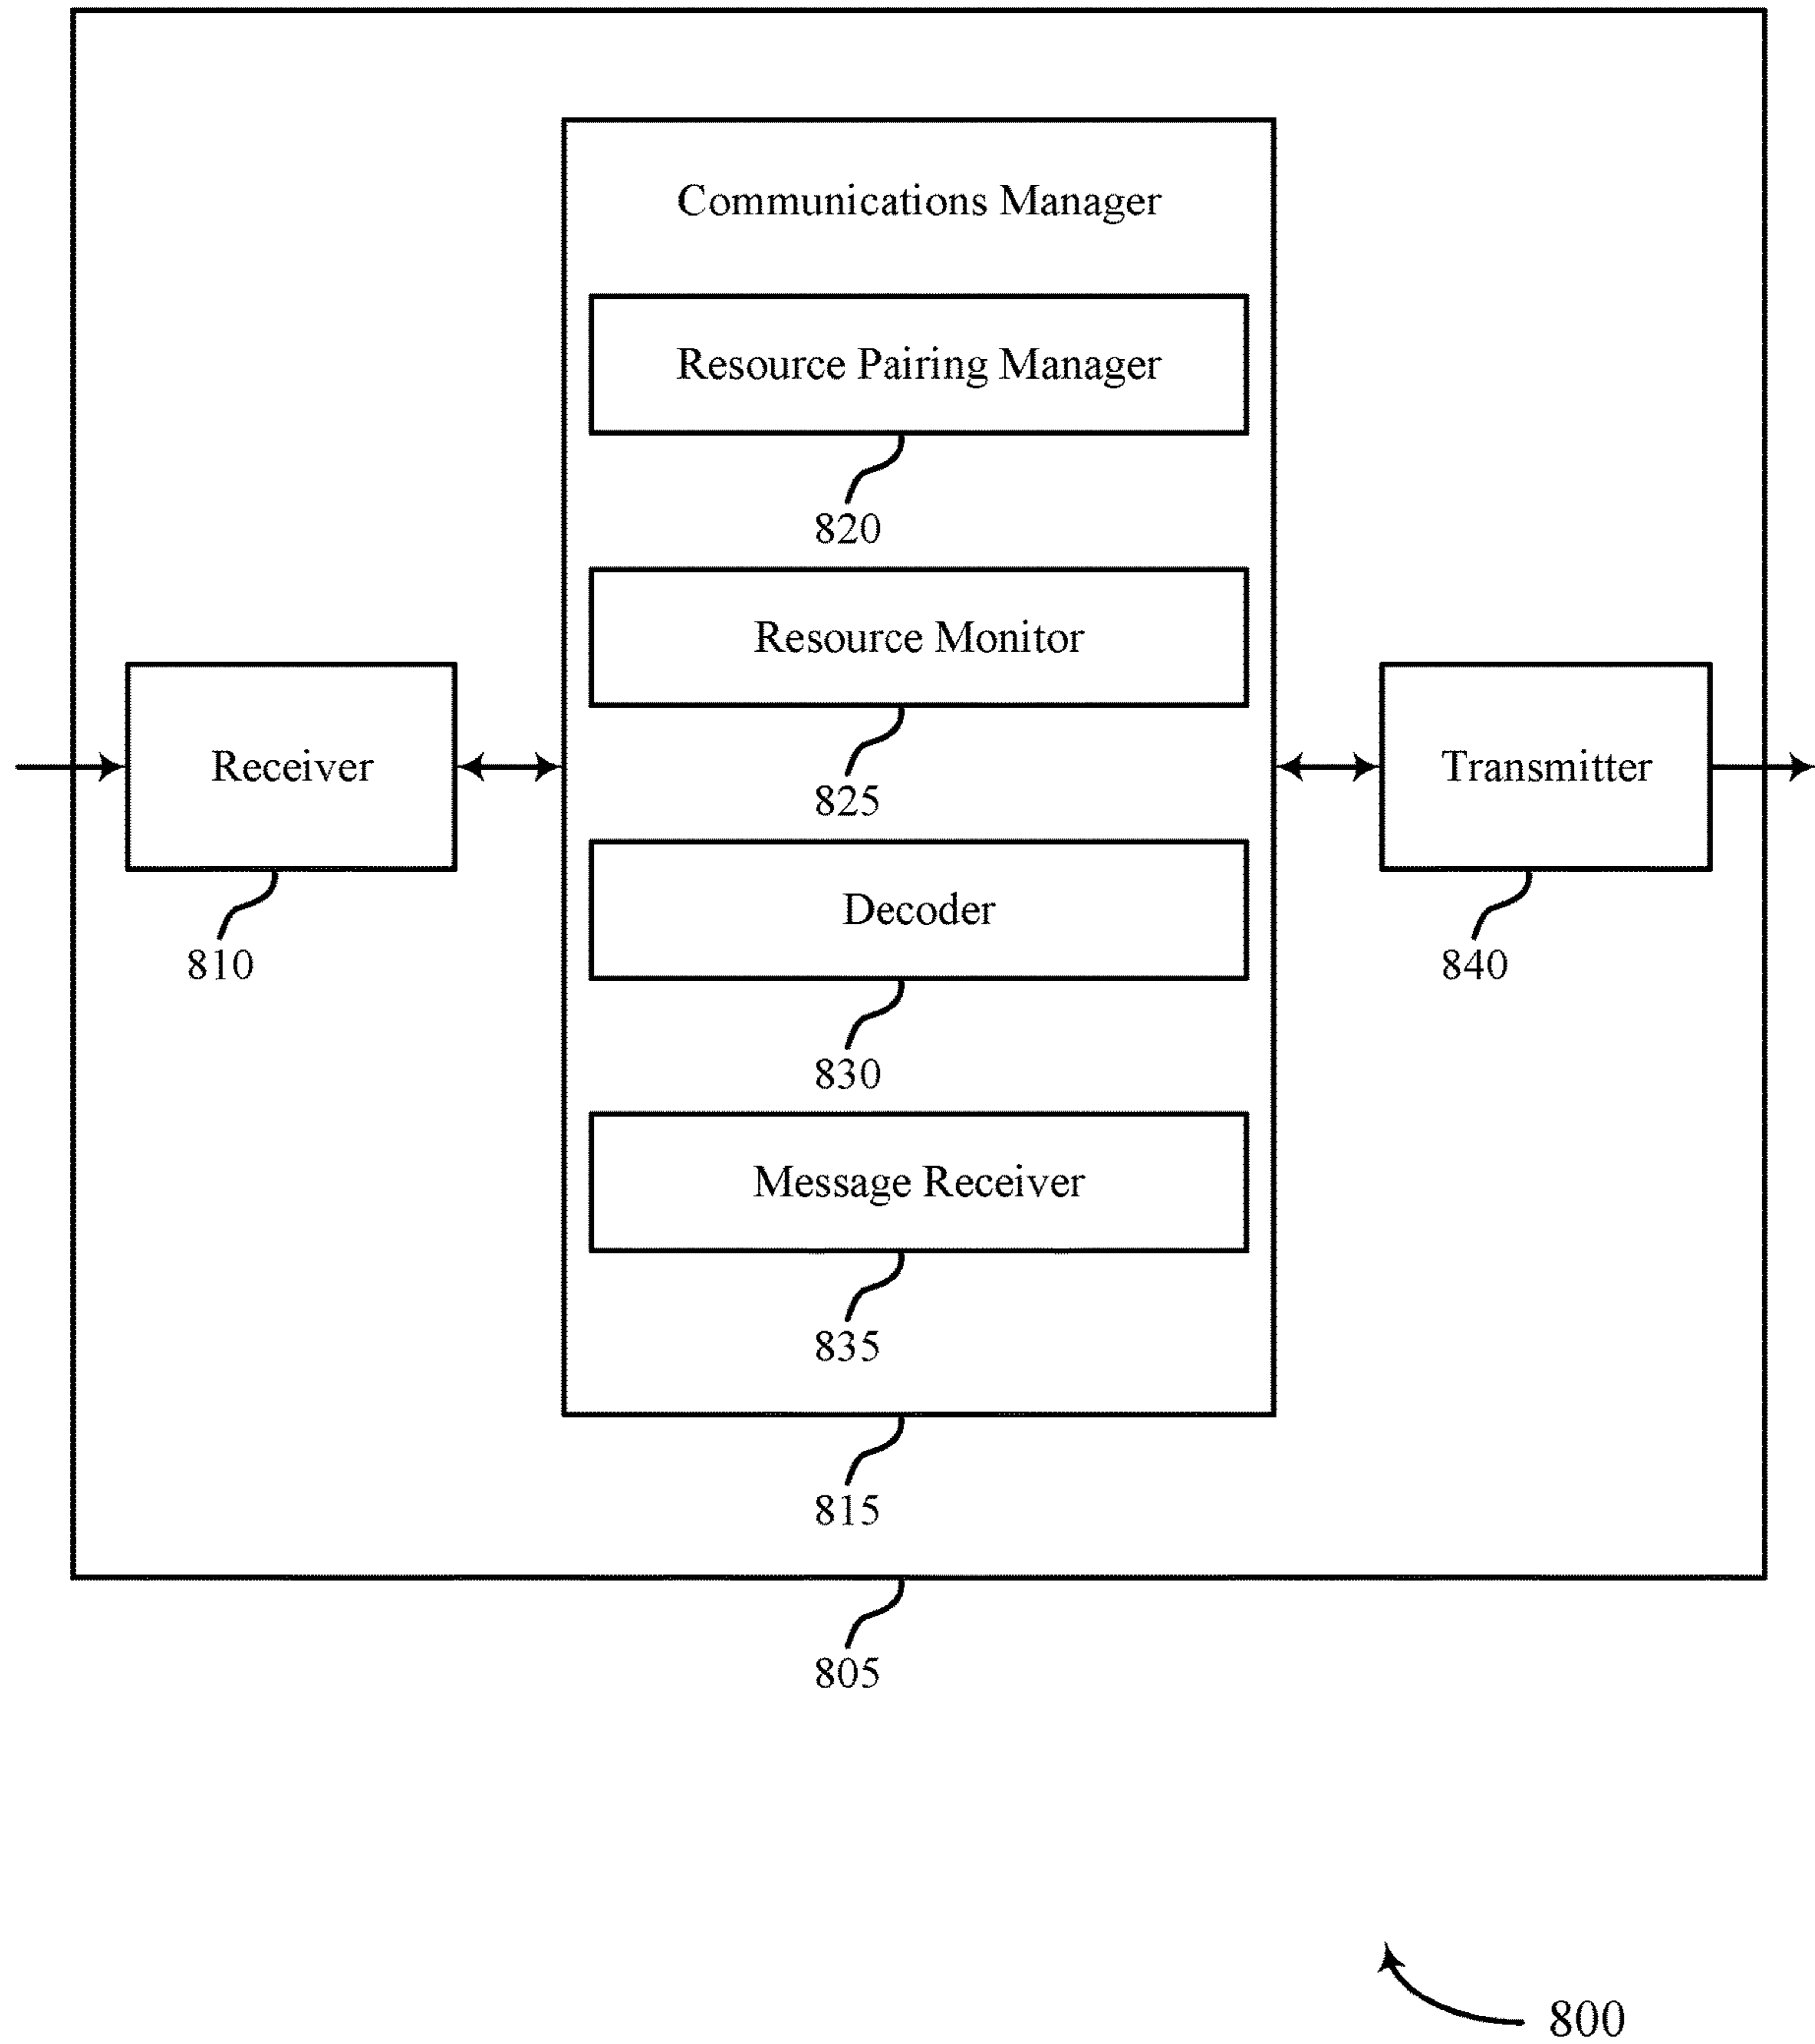 Communications Manager
Resource Pairing Manager
820
Resource Monitor
825
Receiver
810
Transmitter
840
Decoder
830
Message Receiver
835
815
805
800